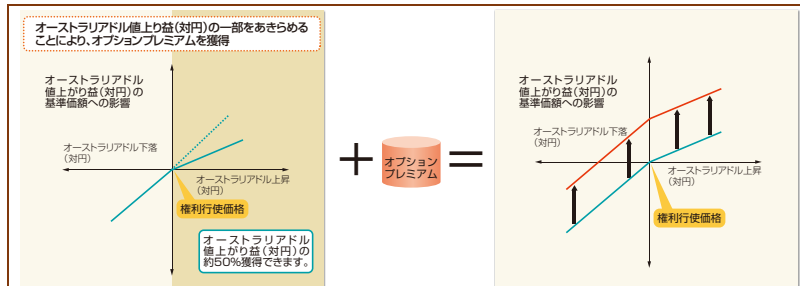 オーストラリアドル値上り益(対円)の一部をあきらめる
ことにより、オプションプレミアムを獲得
オーストラリアドル
値上がり益(対円)の
基準価額への影響
オーストラリアドル下落
(対円)
オーストラリアドル上昇
(対円)
権利行使価格
オーストラリアドル
値上がり益(対円)の
約50%獲得できます。
+
オプション
プレミアム
=
オーストラリアドル
値上がり益(対円)の
基準価額への影響
オーストラリアドル下落
(対円)
オーストラリアドル上昇
(対円)
権利行使価格